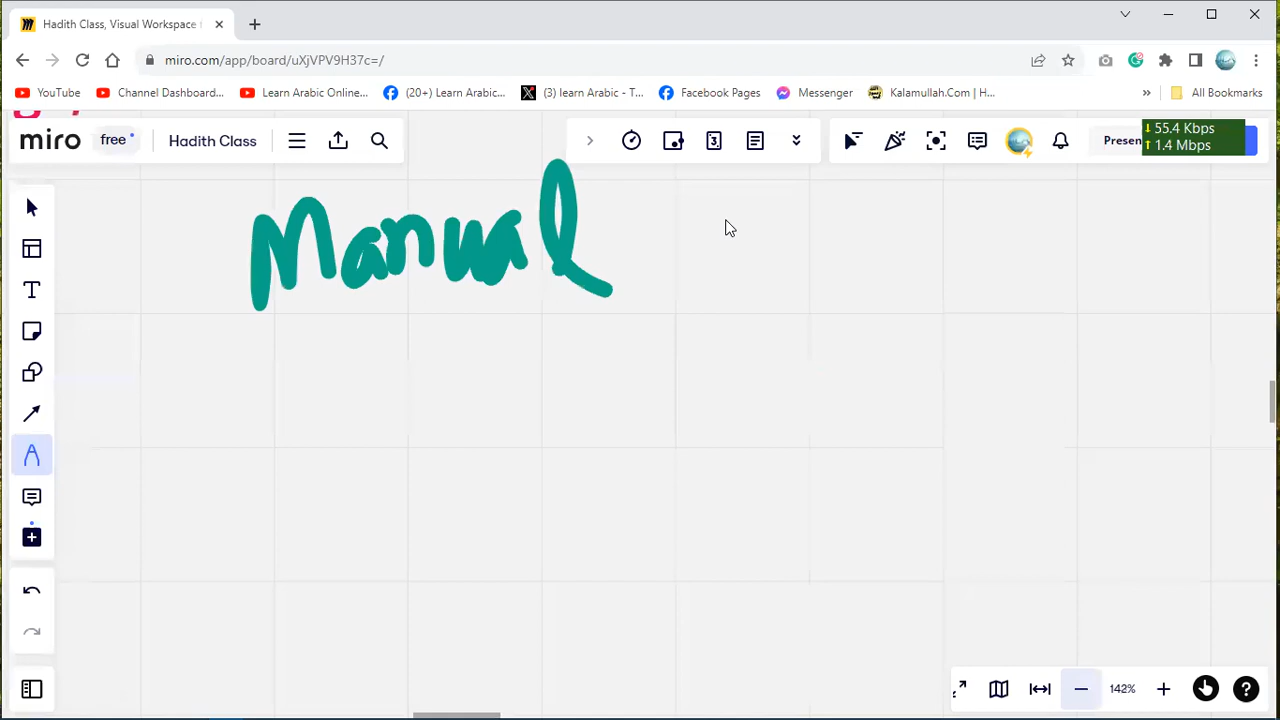 Hadith Class, Visual Workspace
miro.com/app/board/uXjVPV9H37c=/
YouTube
Channel Dashboard...
Learn Arabic Online...
(20+) Learn Arabic...
(3) learn Arabic - T...
Facebook Pages
Messenger
Kalamullah.Com | H...
»
All Bookmarks
miro
free
Hadith Class
3
Presen
55.4 Kbps
1.4 Mbps
Manual
T
142%
?